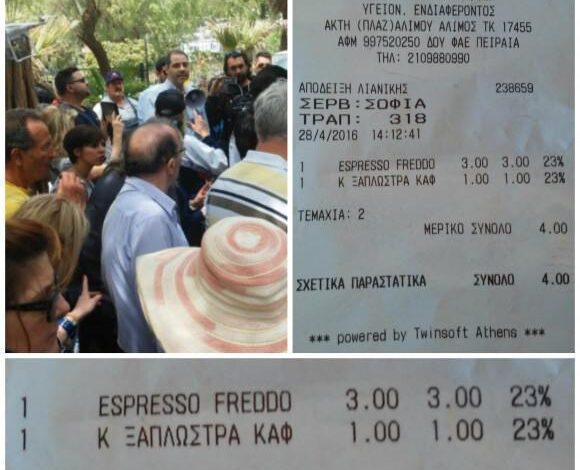 ΥΓΕΙΟΝ. ΕΝΔΙΑΦΕΡΟΝΤΟΣ
ΑΚΤΗ (ΠΛΑΖ)ΑΛΙΜΟΥ ΑΛΙΜΟΣ ΤΚ 17455
ΑΦΜ 997520250 ΔΟΥ ΦΑΕ ΠΕΙΡΑΙΑ
ΤΗΛ: 2109880990
ΑΠΟΔΕΙΞΗ ΛΙΑΝΙΚΗΣ 238659
ΣΕΡΒ:ΣΟΦΙΑ
ΤΡΑΠ: 318
28/4/2016 14:12:41
1 ESPRESSO FREDDO 3.00 3.00 23%
1 Κ ΞΑΠΛΩΣΤΡΑ ΚΑΦ 1.00 1.00 23%
ΤΕΜΑΧΙΑ: 2
ΜΕΡΙΚΟ ΣΥΝΟΛΟ 4.00
ΣΧΕΤΙΚΑ ΠΑΡΑΣΤΑΤΙΚΑ ΣΥΝΟΛΟ 4.00
*** powered by Twinsoft Athens ***
1 ESPRESSO FREDDO 3.00 3.00 23%
1 Κ ΞΑΠΛΩΣΤΡΑ ΚΑΦ 1.00 1.00 23%